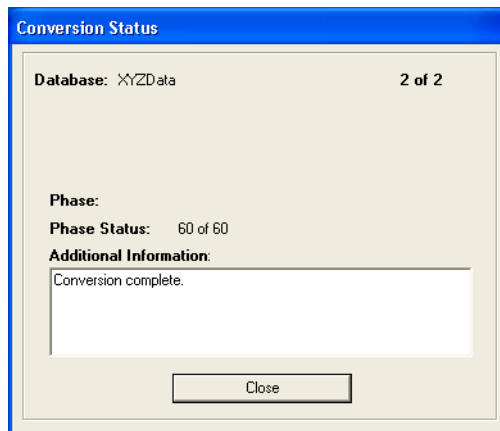 Conversion Status
Database: XYZData 2 of 2
Phase:
Phase Status: 60 of 60
Additional Information:
Conversion complete.
Close